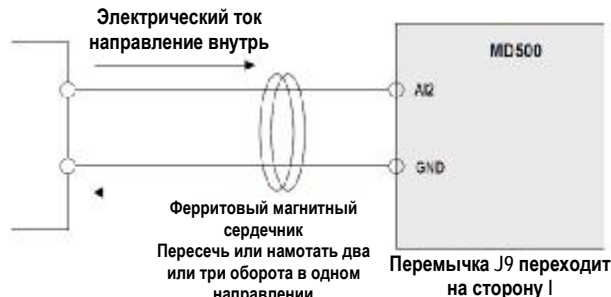 Электрический ток
направление внутрь
MD500
AI2
GND
Ферритовый магнитный
сердечник
Пересечь или намотать два
или три оборота в одном
направлении
Перемычка J9 переходит
на сторону I